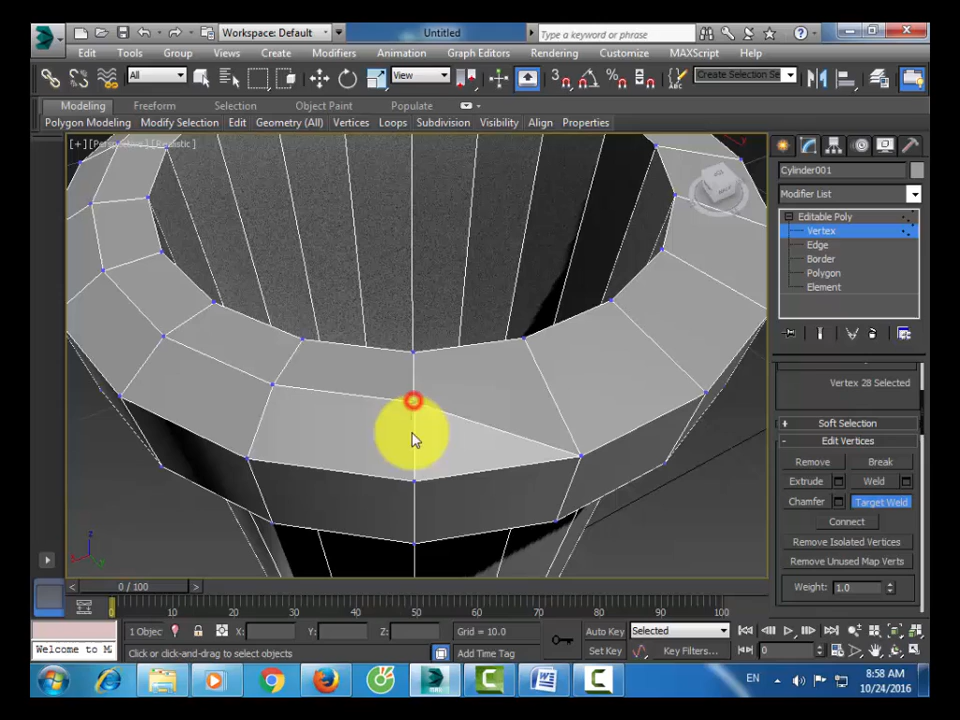 Workspace: Default
Untitled
Type a keyword or phrase
Edit Tools Group Views Create Modifiers Animation Graph Editors Rendering Customize MAXScript Help
All
View
3
Create Selection Se
Modeling Freeform Selection Object Paint Populate
Polygon Modeling Modify Selection Edit Geometry (All) Vertices Loops Subdivision Visibility Align Properties
Cylinder001
Modifier List
Editable Poly
Vertex
Edge
Border
Polygon
Element
Vertex 28 Selected
+ Soft Selection
- Edit Vertices
Remove Break
Extrude Weld
Chamfer Target Weld
Connect
Remove Isolated Vertices
Remove Unused Map Verts
Weight: 1.0
z
< 0 / 100 >
0 10 20 30 40 50 60 70 80 90 100
1 Objec X: Y: Z: Grid = 10.0 Auto Key Selected
Welcome to M Click or click-and-drag to select objects Add Time Tag Set Key Key Filters... 0
EN 8:58 AM
10/24/2016